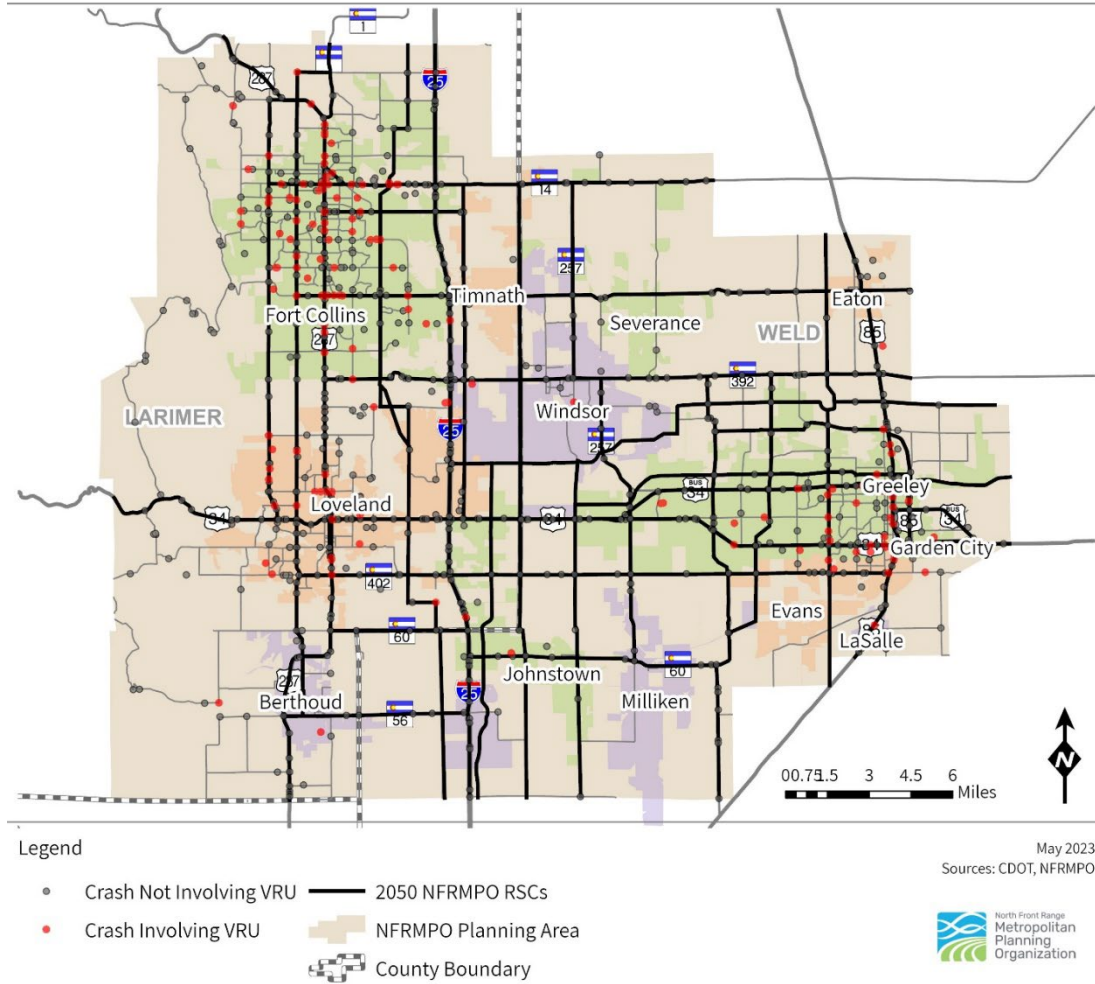 1
287
25
14
257
Timnath
Eaton
Fort Collins
Severance
WELD
85
287
392
LARIMER
Windsor
25
257
BUS
34
Greeley
Loveland
34
34
85
BUS
34
34
Garden City
402
Evans
60
LaSalle
60
Johnstown
287
25
Berthoud
Milliken
56
N
00.751.5 3 4.5 6
Miles
Legend
May 2023
Sources: CDOT, NFRMPO
Crash Not Involving VRU
2050 NFRMPO RSCs
Crash Involving VRU
NFRMPO Planning Area
County Boundary
North Front Range
Metropolitan
Planning
Organization